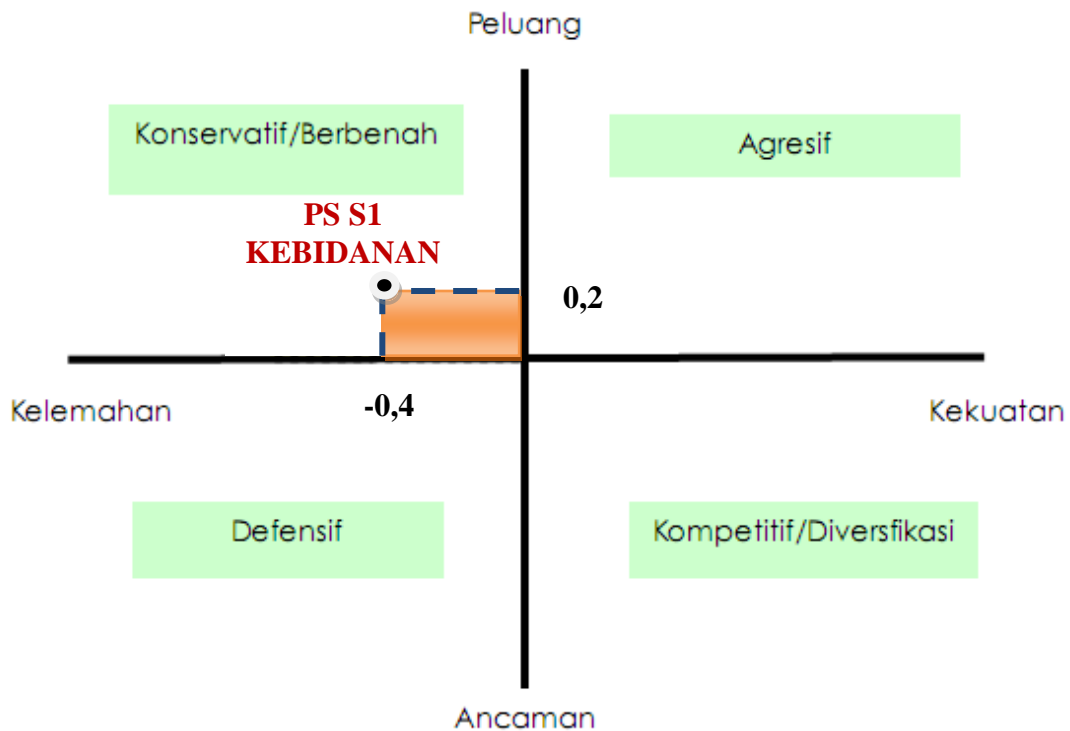 Peluang
Konservatif/Berbenah
Agresif
PS S1
KEBIDANAN
0,2
Kelemahan
-0,4
Kekuatan
Defensif
Kompetitif/Diversfikasi
Ancaman